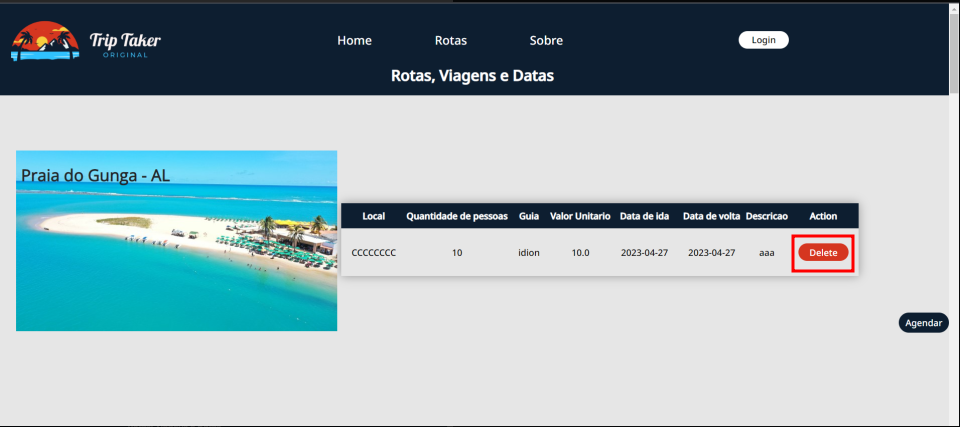 Trip Taker
ORIGINAL
Home Rotas Sobre Login
Rotas, Viagens e Datas
Praia do Gunga - AL
Local Quantidade de pessoas Guia Valor Unitario Data de ida Data de volta Descricao Action
CCCCCCCC 10 idion 10.0 2023-04-27 2023-04-27 aaa Delete
Agendar